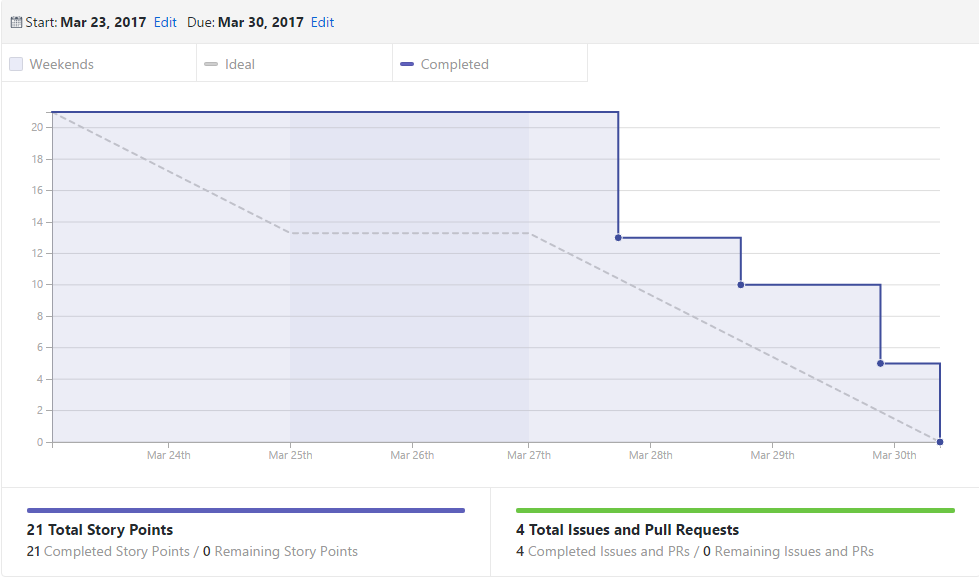 Start: Mar 23, 2017 Edit Due: Mar 30, 2017 Edit
Weekends Ideal Completed
20
18
16
14
12
10
8
6
4
2
0
Mar 24th Mar 25th Mar 26th Mar 27th Mar 28th Mar 29th Mar 30th
21 Total Story Points
21 Completed Story Points / 0 Remaining Story Points
4 Total Issues and Pull Requests
4 Completed Issues and PRs / 0 Remaining Issues and PRs